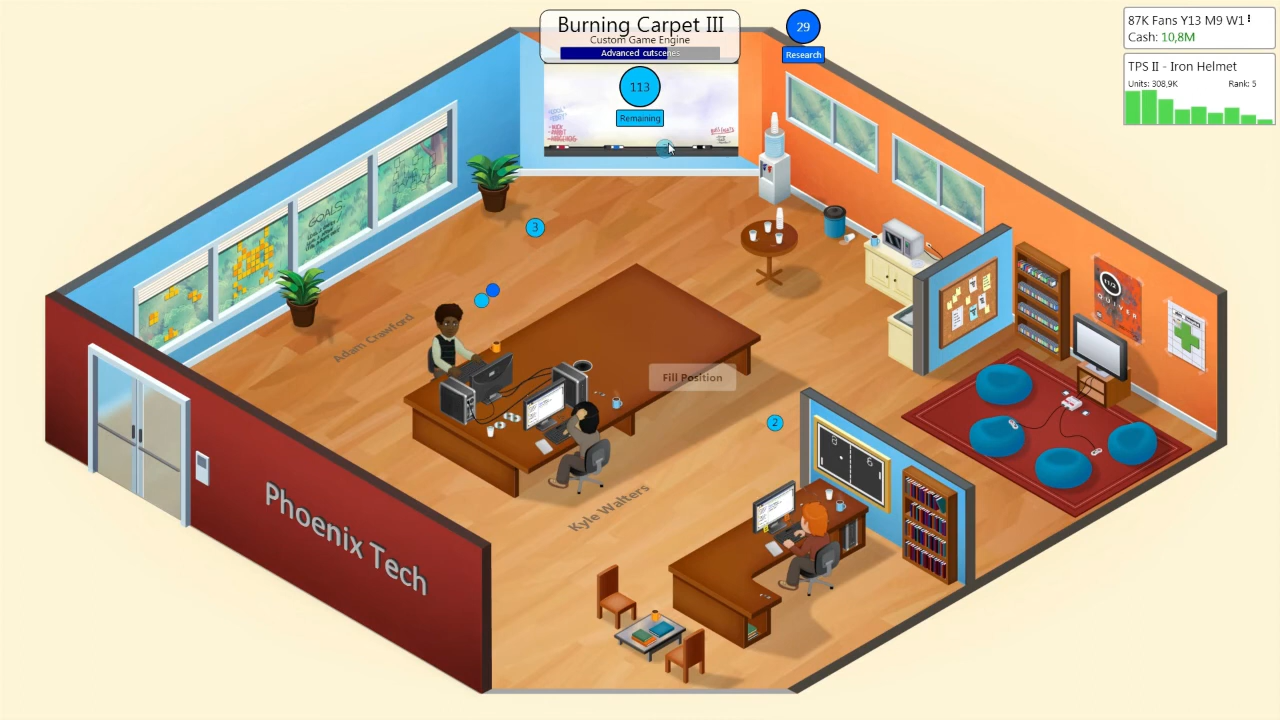 Burning Carpet III
Custom Game Engine
Advanced cutscenes
113
Remaining
29
Research
87K Fans Y13 M9 W1
Cash: 10,8M
TPS II - Iron Helmet
Units: 308,9K Rank: 5
GOALS
3
Adam Crawford
Fill Position
2
Kyle Walters
Phoenix Tech
0 6